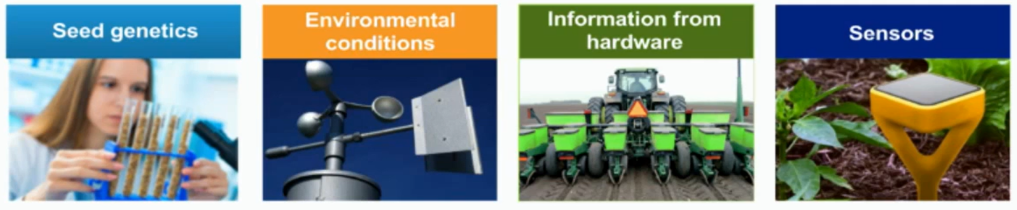 Seed genetics
Environmental
conditions
Information from
hardware
Sensors